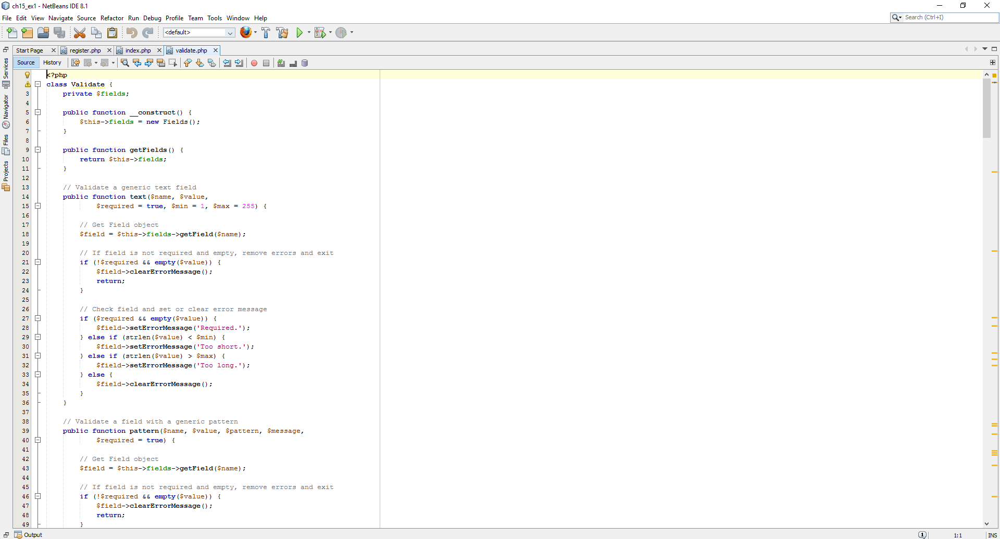 ch15_ex1 - NetBeans IDE 8.1
File Edit View Navigate Source Refactor Run Debug Profile Team Tools Window Help
Search (Ctrl+I)
<default>
Start Page register.php index.php validate.php
Source History
Services
Navigator
Files
Projects
<?php
class Validate {
3     private $fields;
4
5     public function __construct() {
6         $this->fields = new Fields();
7     }
8
9     public function getFields() {
10         return $this->fields;
11     }
12
13     // Validate a generic text field
14     public function text($name, $value,
15             $required = true, $min = 1, $max = 255) {
16
17         // Get Field object
18         $field = $this->fields->getField($name);
19
20         // If field is not required and empty, remove errors and exit
21         if (!$required && empty($value)) {
22             $field->clearErrorMessage();
23             return;
24         }
25
26         // Check field and set or clear error message
27         if ($required && empty($value)) {
28             $field->setErrorMessage('Required.');
29         } else if (strlen($value) < $min) {
30             $field->setErrorMessage('Too short.');
31         } else if (strlen($value) > $max) {
32             $field->setErrorMessage('Too long.');
33         } else {
34             $field->clearErrorMessage();
35         }
36     }
37
38     // Validate a field with a generic pattern
39     public function pattern($name, $value, $pattern, $message,
40             $required = true) {
41
42         // Get Field object
43         $field = $this->fields->getField($name);
44
45         // If field is not required and empty, remove errors and exit
46         if (!$required && empty($value)) {
47             $field->clearErrorMessage();
48             return;
49         }
Output
1
1:1
INS